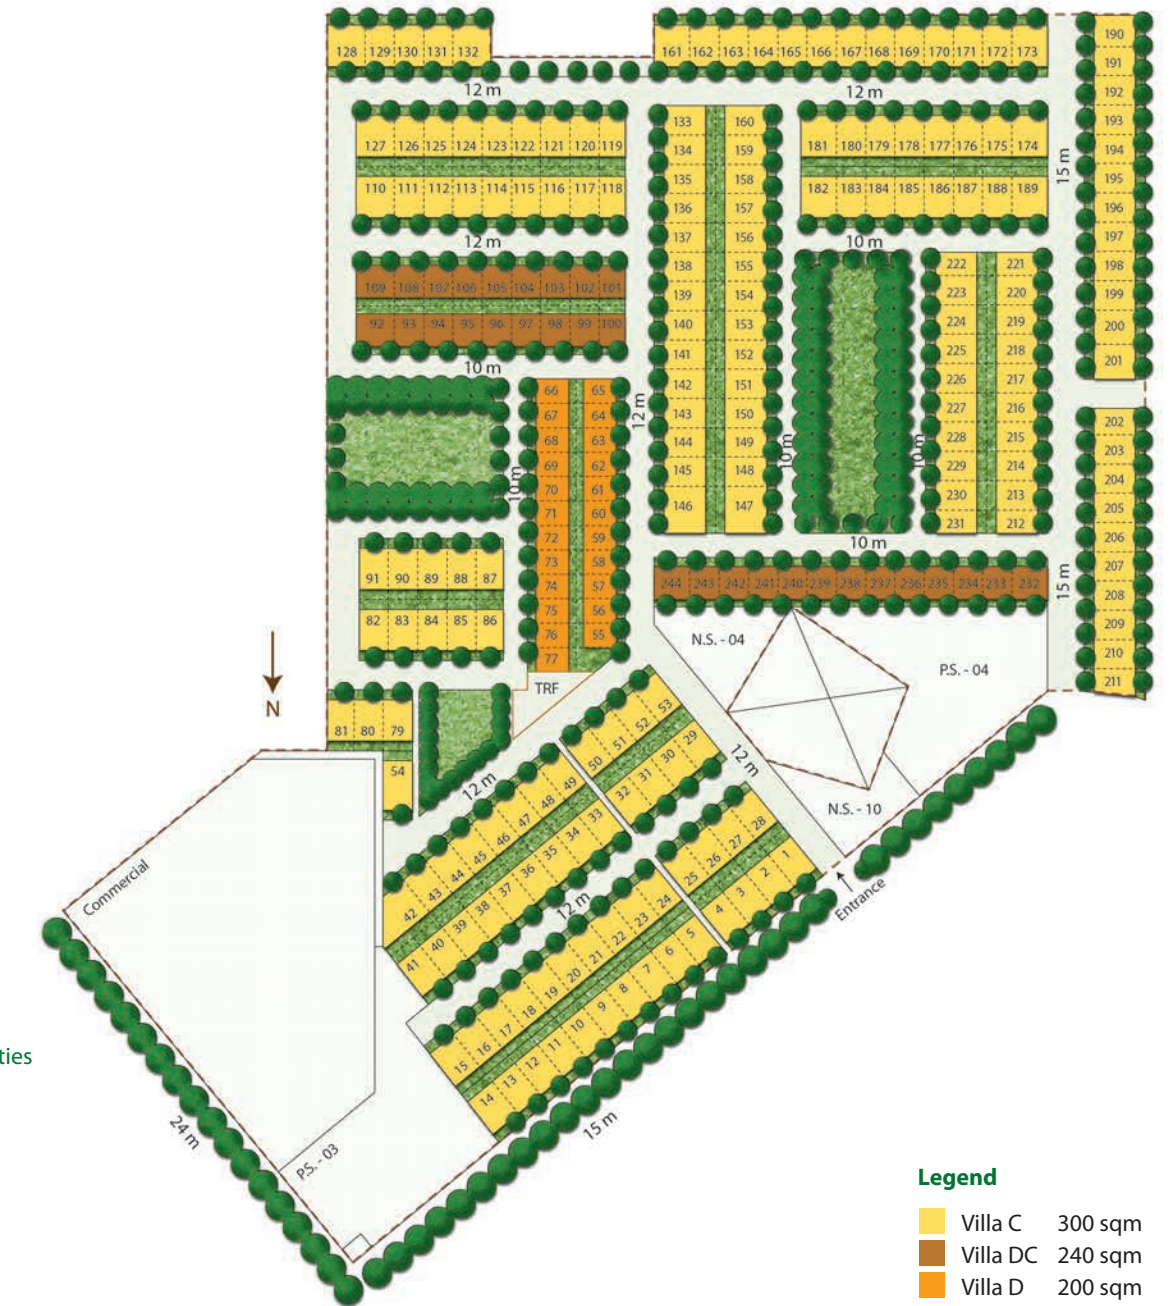 128 129 130 131 132
161 162 163 164 165 166 167 168 169 170 171 172 173
190
191
192
193
194
195
196
197
198
199
200
201
12 m
12 m
127 126 125 124 123 122 121 120 119
110 111 112 113 114 115 116 117 118
133 160
134 159
135 158
136 157
137 156
138 155
139 154
140 153
141 152
142 151
143 150
144 149
145 148
146 147
181 180 179 178 177 176 175 174
182 183 184 185 186 187 188 189
15 m
12 m
10 m
109 108 107 106 105 104 103 102 101
92 93 94 95 96 97 98 99 100
10 m
222 221
223 220
224 219
225 218
226 217
227 216
228 215
229 214
230 213
231 212
66 65
67 64
68 63
69 62
70 61
71 60
72 59
73 58
74 57
75 56
76 55
77
12 m
10 m
10 m
10 m
202
203
204
205
206
207
208
209
210
211
10 m
91 90 89 88 87
82 83 84 85 86
244 243 242 241 240 239 238 237 236 235 234 233 232
15 m
N.S. - 04
P.S. - 04
N
TRF
81 80 79
54
12 m
12 m
53
52
51
50
49
48
47
46
45
44
43
42
29
30
31
32
33
34
35
36
37
38
39
40
41
N.S. - 10
28
27
26
25
24
23
22
21
20
19
18
17
16
15
1
2
3
4
5
6
7
8
9
10
11
12
13
14
12 m
Entrance
Commercial
ties
24 m
15 m
P.S. - 03
Legend
Villa C 300 sqm
Villa DC 240 sqm
Villa D 200 sqm